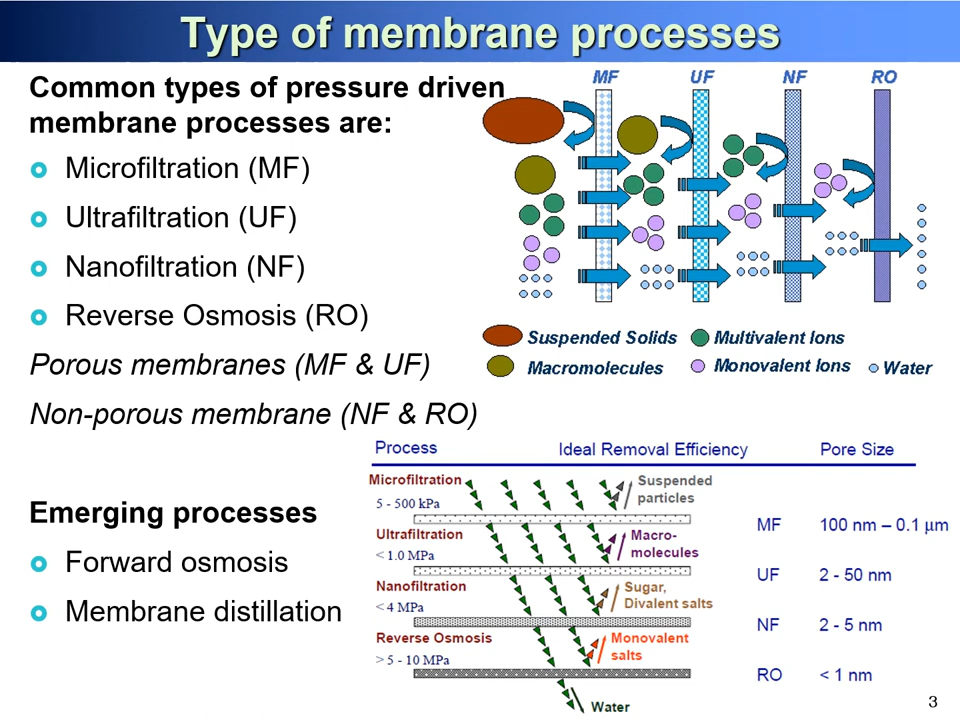 Type of membrane processes
Common types of pressure driven
membrane processes are:
Microfiltration (MF)
Ultrafiltration (UF)
Nanofiltration (NF)
Reverse Osmosis (RO)
Porous membranes (MF & UF)
Non-porous membrane (NF & RO)
Emerging processes
Forward osmosis
Membrane distillation
MF UF NF RO
Suspended Solids
Multivalent Ions
Macromolecules
Monovalent Ions
Water
Process
Ideal Removal Efficiency
Pore Size
Microfiltration
5 - 500 kPa
Suspended
particles
Ultrafiltration
< 1.0 MPa
Macro-
molecules
Nanofiltration
< 4 MPa
Sugar,
Divalent salts
Reverse Osmosis
> 5 - 10 MPa
Monovalent
salts
Water
MF 100 nm – 0.1 µm
UF 2 - 50 nm
NF 2 - 5 nm
RO < 1 nm
3